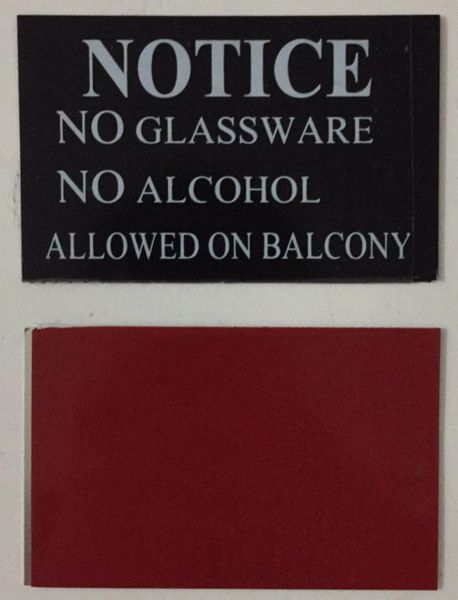 NOTICE
NO GLASSWARE
NO ALCOHOL
ALLOWED ON BALCONY